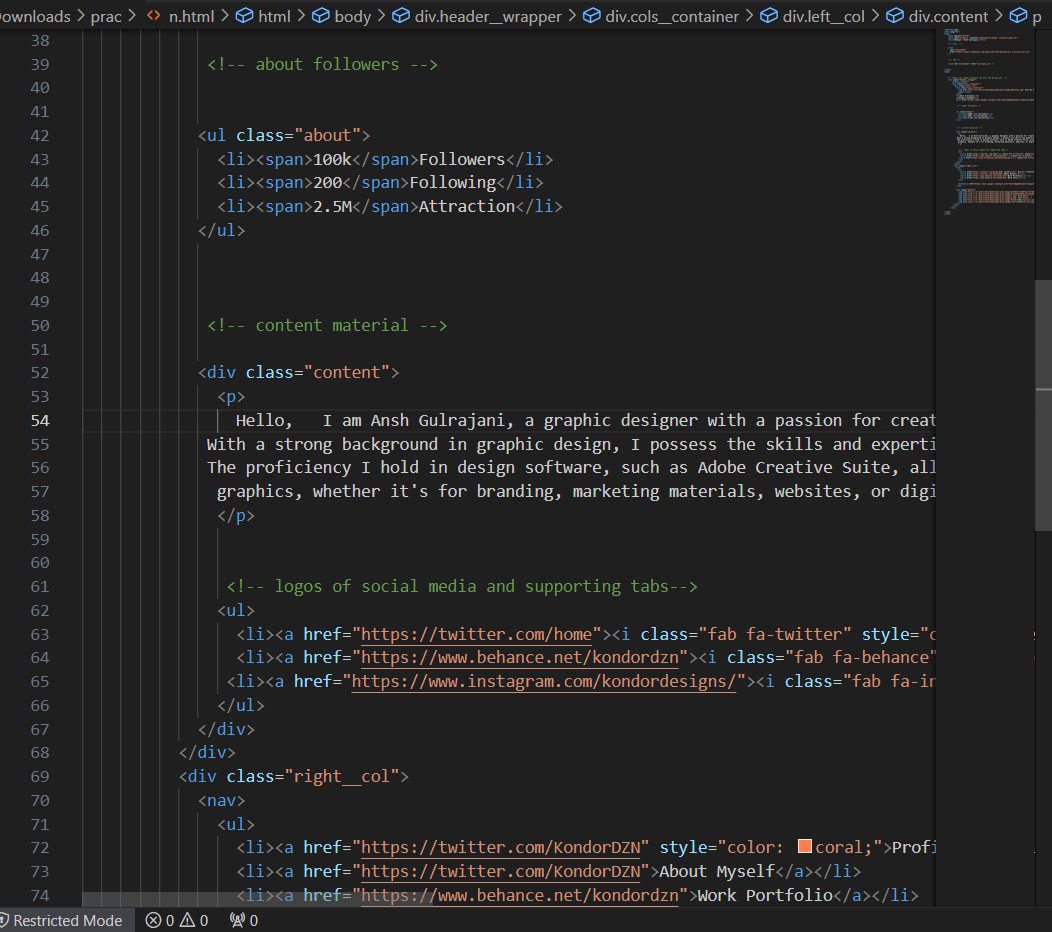 ownloads > prac > <> n.html > html > body > div.header__wrapper > div.cols__container > div.left__col > div.content > p
38
39 <!-- about followers -->
40
41
42 <ul class="about">
43 <li><span>100k</span>Followers</li>
44 <li><span>200</span>Following</li>
45 <li><span>2.5M</span>Attraction</li>
46 </ul>
47
48
49
50 <!-- content material -->
51
52 <div class="content">
53 <p>
54 Hello,   I am Ansh Gulrajani, a graphic designer with a passion for creat
55 With a strong background in graphic design, I possess the skills and experti
56 The proficiency I hold in design software, such as Adobe Creative Suite, all
57 graphics, whether it's for branding, marketing materials, websites, or digi
58 </p>
59
60
61 <!-- logos of social media and supporting tabs-->
62 <ul>
63 <li><a href="https://twitter.com/home"><i class="fab fa-twitter" style="c
64 <li><a href="https://www.behance.net/kondordzn"><i class="fab fa-behance"
65 <li><a href="https://www.instagram.com/kondordesigns/"><i class="fab fa-in
66 </ul>
67 </div>
68 </div>
69 <div class="right__col">
70 <nav>
71 <ul>
72 <li><a href="https://twitter.com/KondorDZN" style="color: coral;">Profi
73 <li><a href="https://twitter.com/KondorDZN">About Myself</a></li>
74 <li><a href="https://www.behance.net/kondordzn">Work Portfolio</a></li>
Restricted Mode 0 0 0